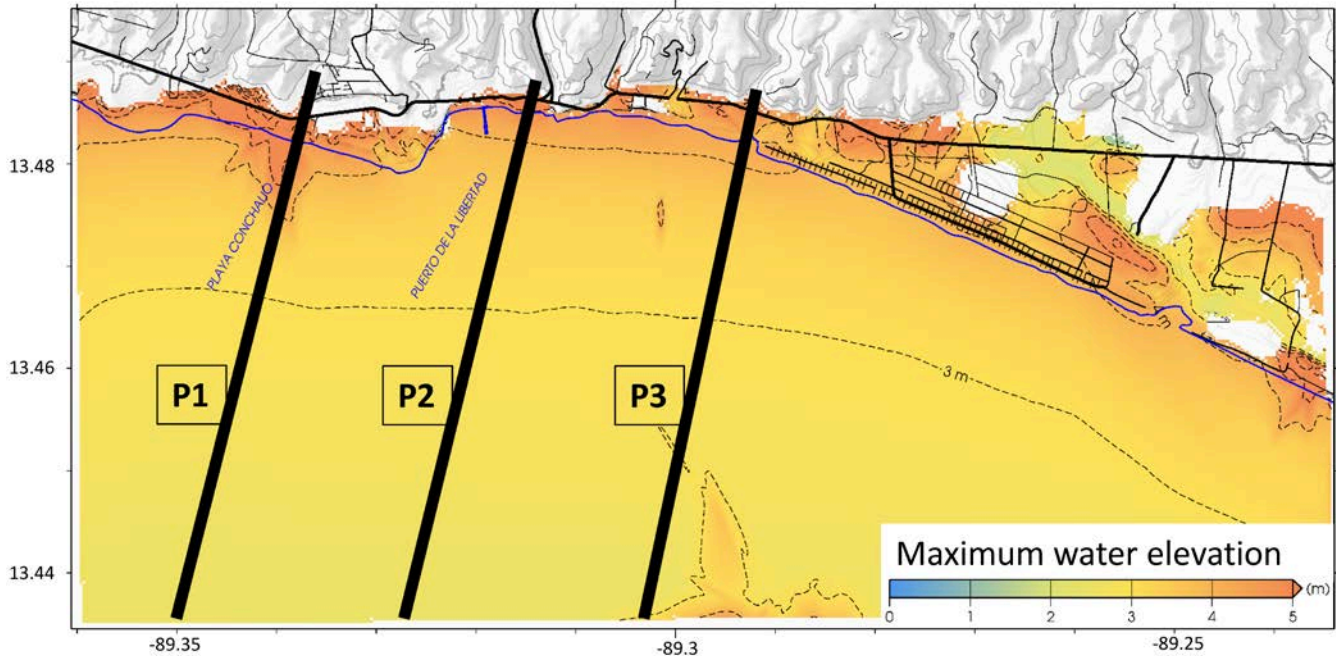 13.48
PLAYA CONCHALIO
PUERTO DE LA LIBERTAD
13.46
P1
P2
P3
3 m
4 m
13.44
Maximum water elevation
(m)
0 1 2 3 4 5
-89.35 -89.3 -89.25